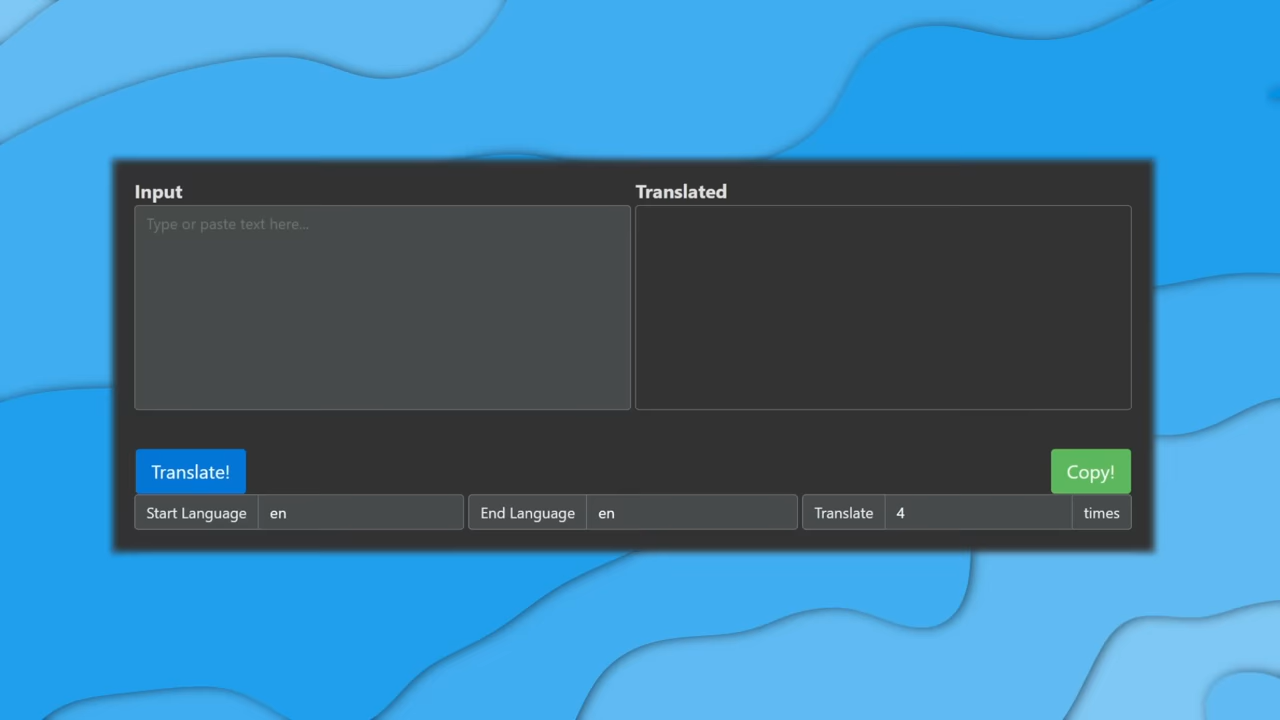 Input
Translated
Type or paste text here...
Translate!
Copy!
Start Language en End Language en Translate 4 times